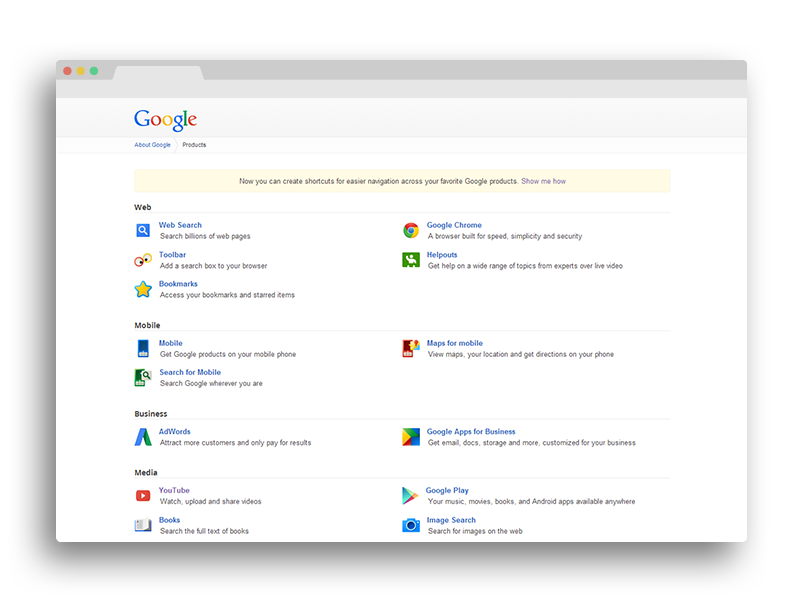 Google
About Google Products
Now you can create shortcuts for easier navigation across your favorite Google products. Show me how
Web
Web Search
Search billions of web pages
Google Chrome
A browser built for speed, simplicity and security
Toolbar
Add a search box to your browser
Helpouts
Get help on a wide range of topics from experts over live video
Bookmarks
Access your bookmarks and starred items
Mobile
Mobile
Get Google products on your mobile phone
Maps for mobile
View maps, your location and get directions on your phone
Search for Mobile
Search Google wherever you are
Business
AdWords
Attract more customers and only pay for results
Google Apps for Business
Get email, docs, storage and more, customized for your business
Media
YouTube
Watch, upload and share videos
Google Play
Your music, movies, books, and Android apps available anywhere
Books
Search the full text of books
Image Search
Search for images on the web